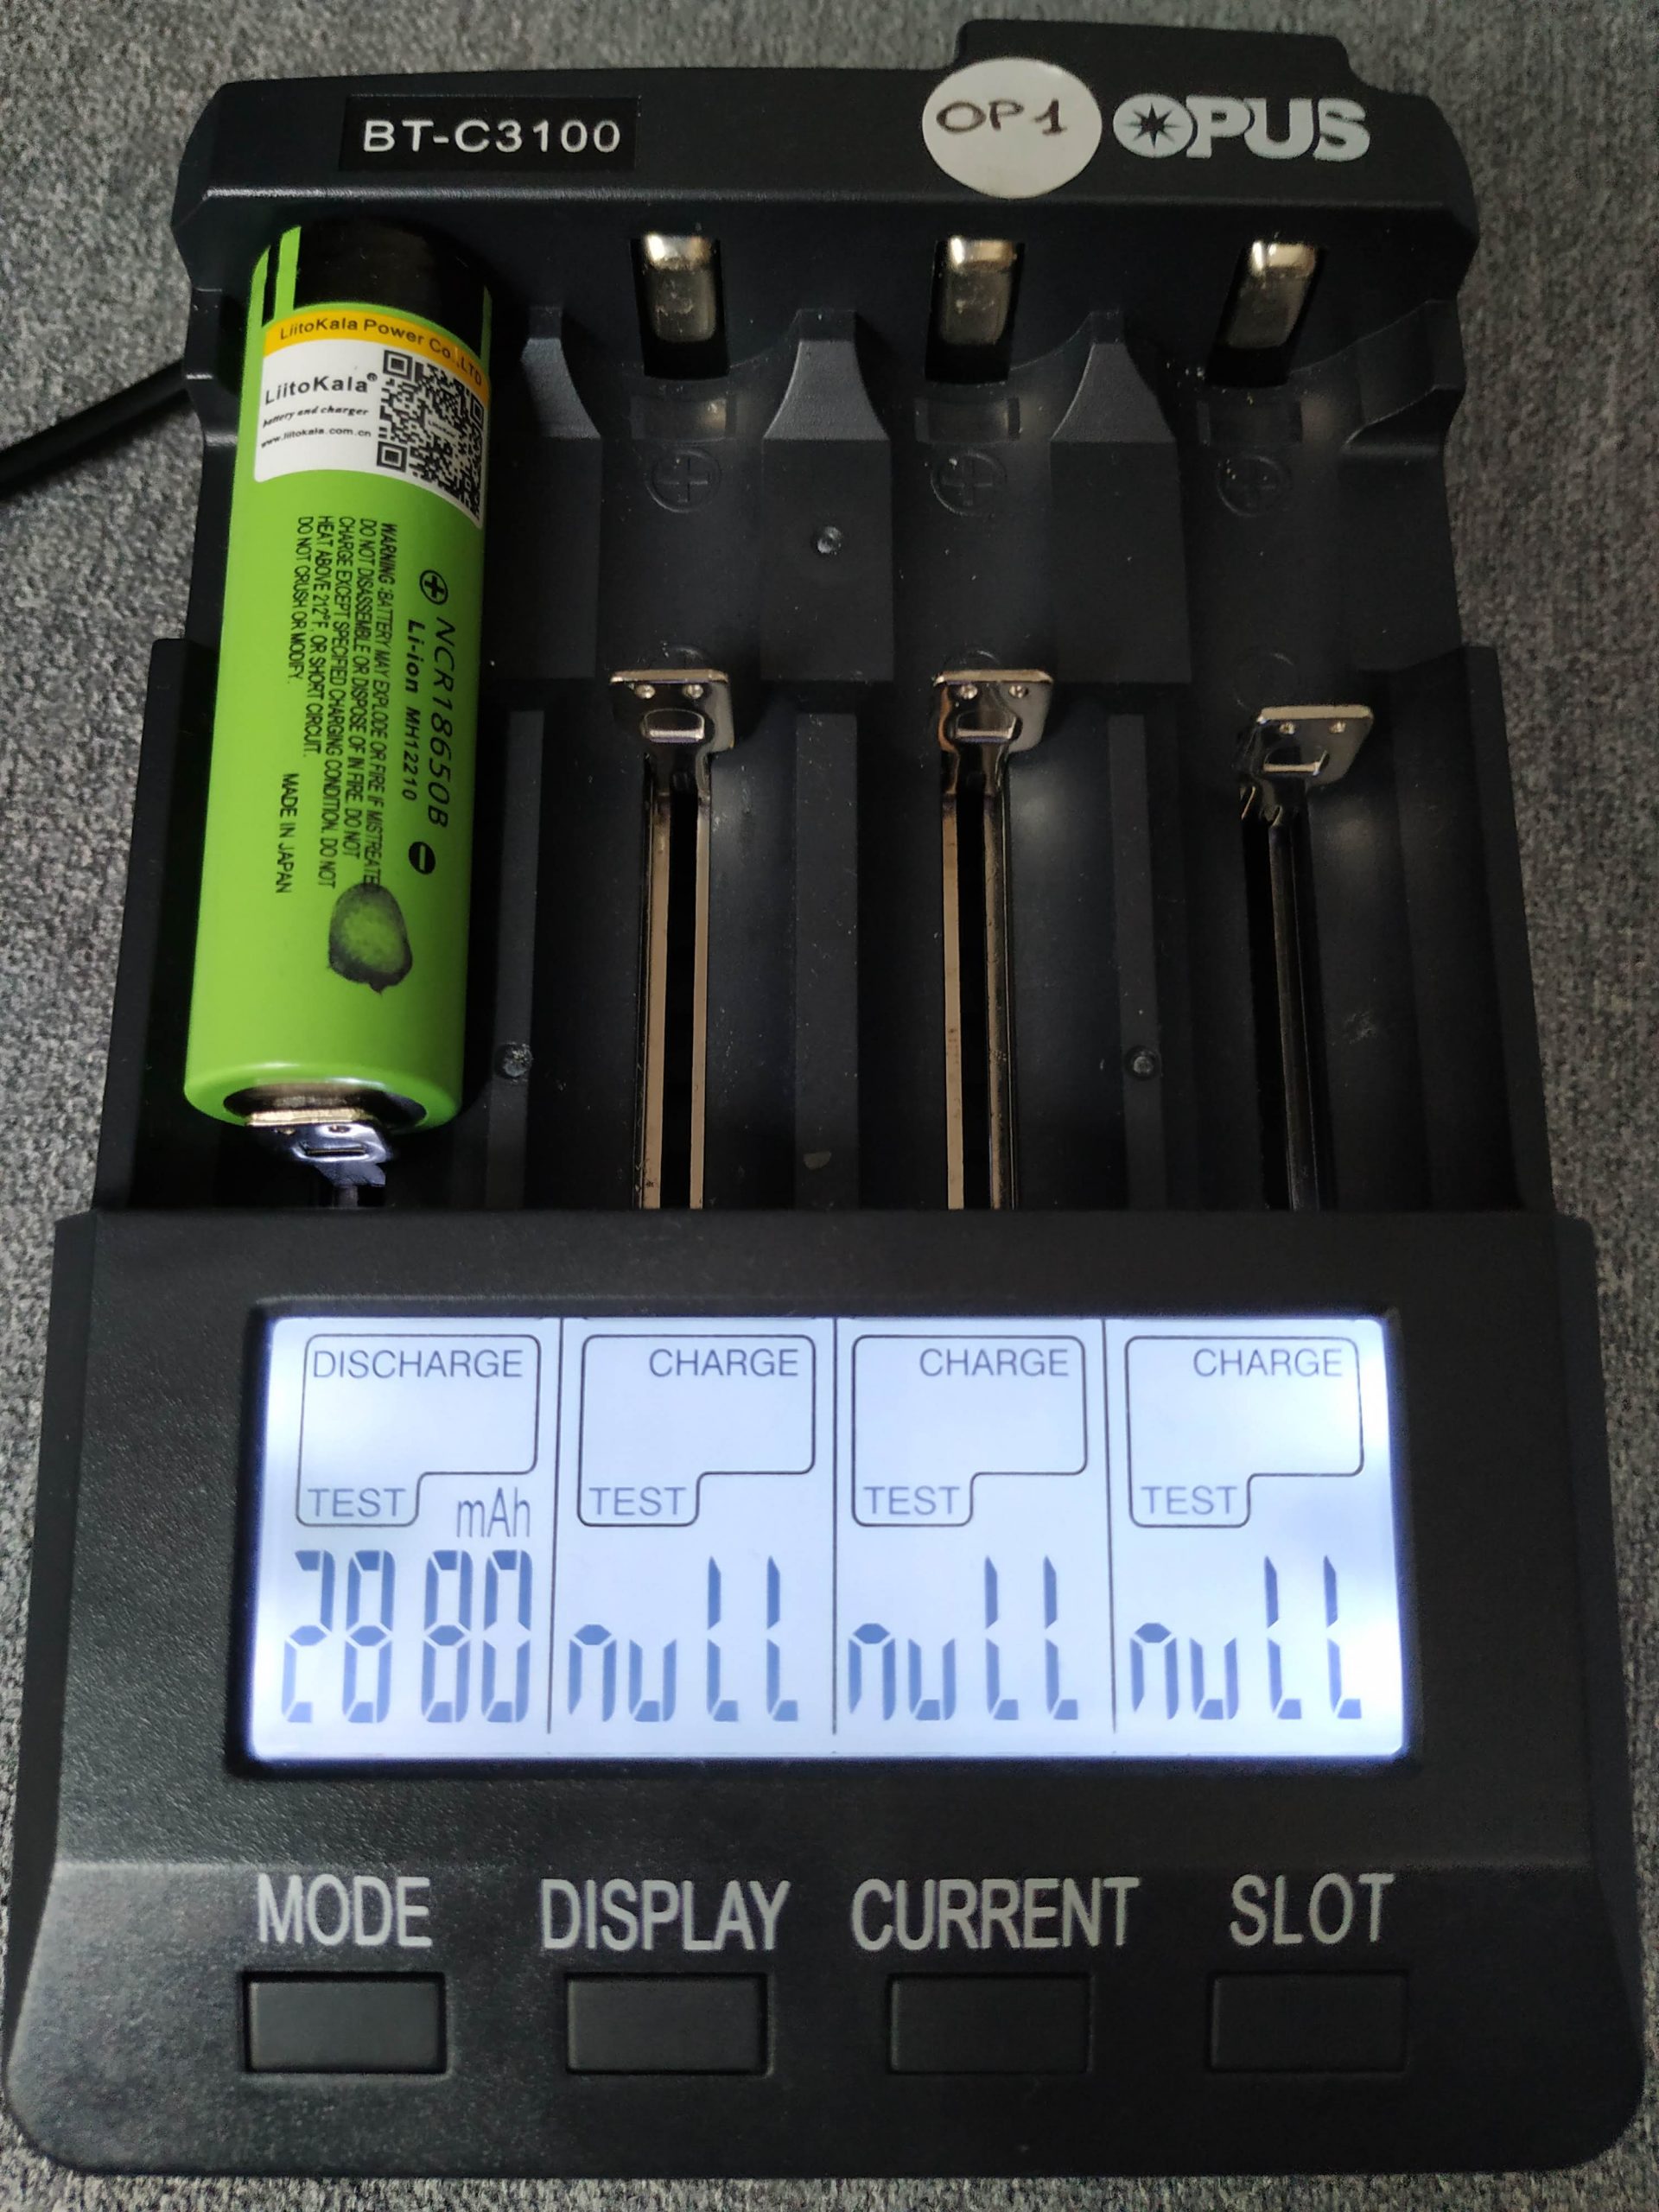 BT-C3100
OP1
OPUS
LiitoKala Power Co.,LTD
LiitoKala®
battery and charger
www.liitokala.com.cn
NCR18650B
Li-ion MH12210
WARNING :BATTERY MAY EXPLODE OR FIRE IF MISTREATE
DO NOT DISASSEMBLE OR DISPOSE OF IN FIRE. DO NOT
CHARGE EXCEPT SPECIFIED CHARGING CONDITION. DO NOT
HEAT ABOVE 212°F. OR SHORT CIRCUIT.
DO NOT CRUSH OR MODIFY.
MADE IN JAPAN
DISCHARGE CHARGE CHARGE CHARGE
TEST mAh TEST TEST TEST
2880 null null null
MODE DISPLAY CURRENT SLOT